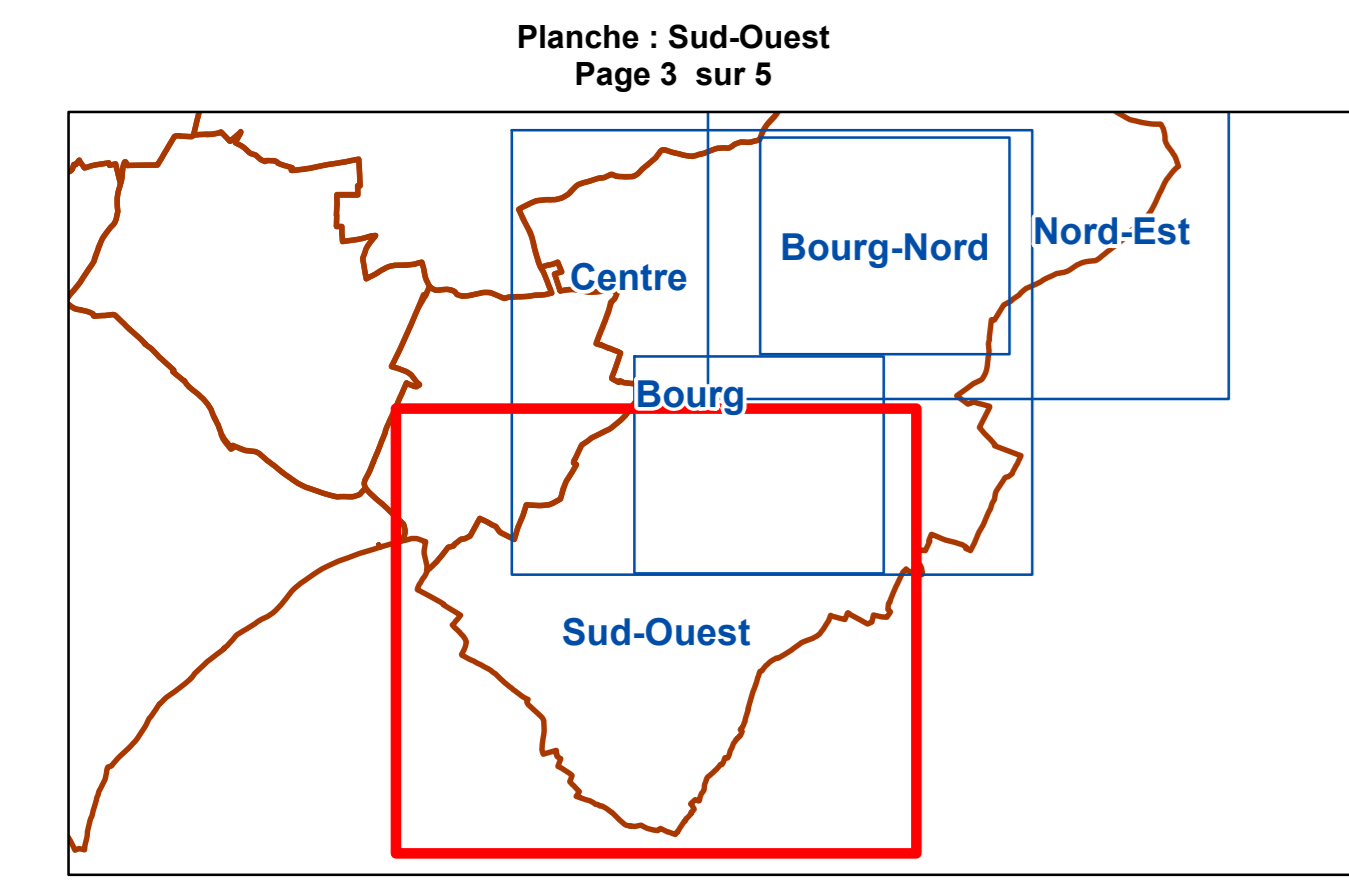 Planche : Sud-Ouest
Page 3 sur 5
Nord-Est
Bourg-Nord
Centre
Bourg
Sud-Ouest